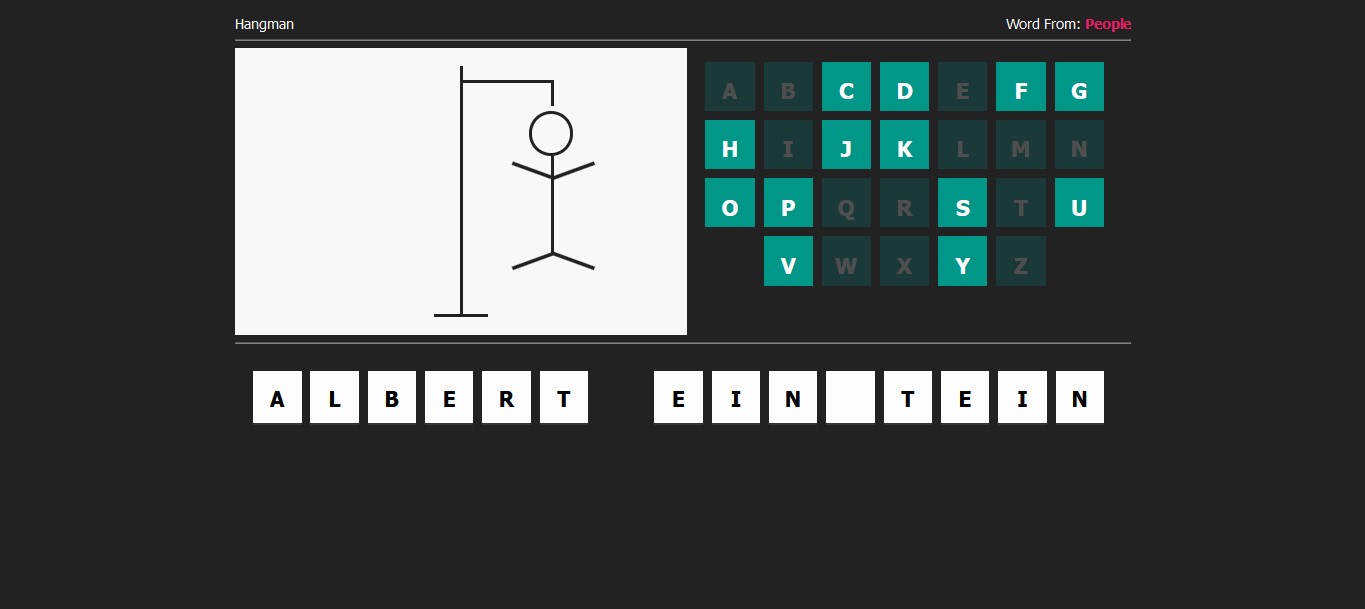 Hangman Word From: People
A B C D E F G
H I J K L M N
O P Q R S T U
V W X Y Z
A L B E R T E I N T E I N